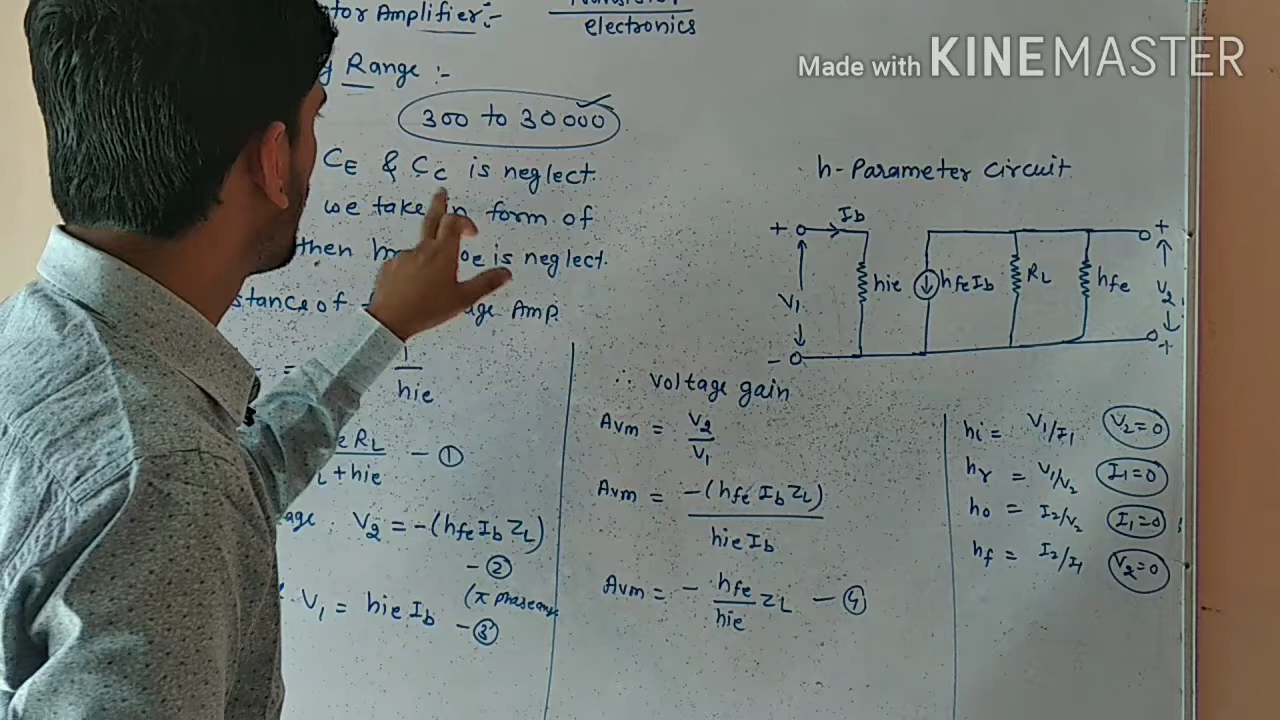 Amplifier:-
electronics
Made with KINEMASTER
Range :-
300 to 30000
CE & Cc is neglect.
we take in form of
then is neglect.
of Amp.
1
hie
RL
+hie
- ①
V2 = -(hfe Ib ZL)
- ②
V1 = hie Ib
- ③
(π phase
h-Parameter Circuit
Ib
+
V1
-
hie
hfeIb
RL
hfe
+
V2
+
∴ Voltage gain
Avm = V2/V1
Avm = -(hfe Ib ZL)/hie Ib
Avm = - hfe/hie ZL - ④
hi = V1/I1 V2=0
hr = V1/V2 I1=0
ho = I2/V2 I1=0
hf = I2/I1 V2=0